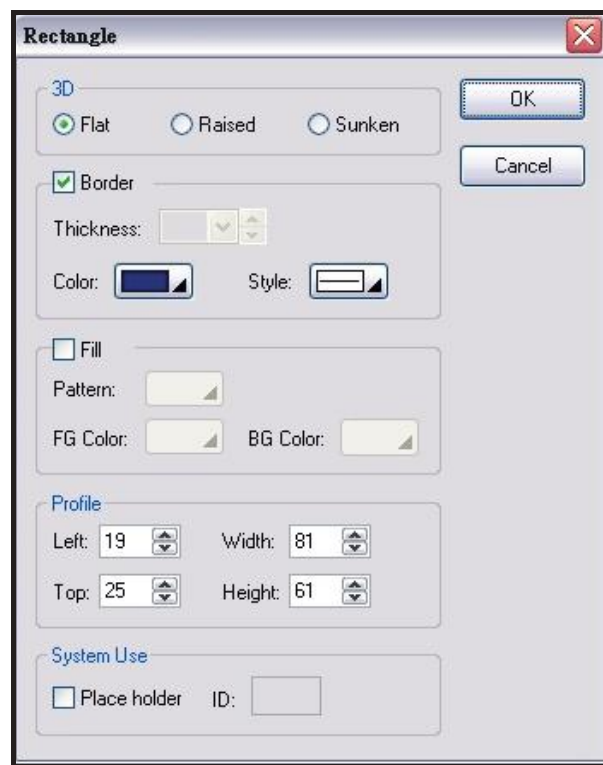 Rectangle
3D
OK
Flat Raised Sunken
Cancel
Border
Thickness:
Color: Style:
Fill
Pattern:
FG Color: BG Color:
Profile
Left: 19 Width: 81
Top: 25 Height: 61
System Use
Place holder ID: